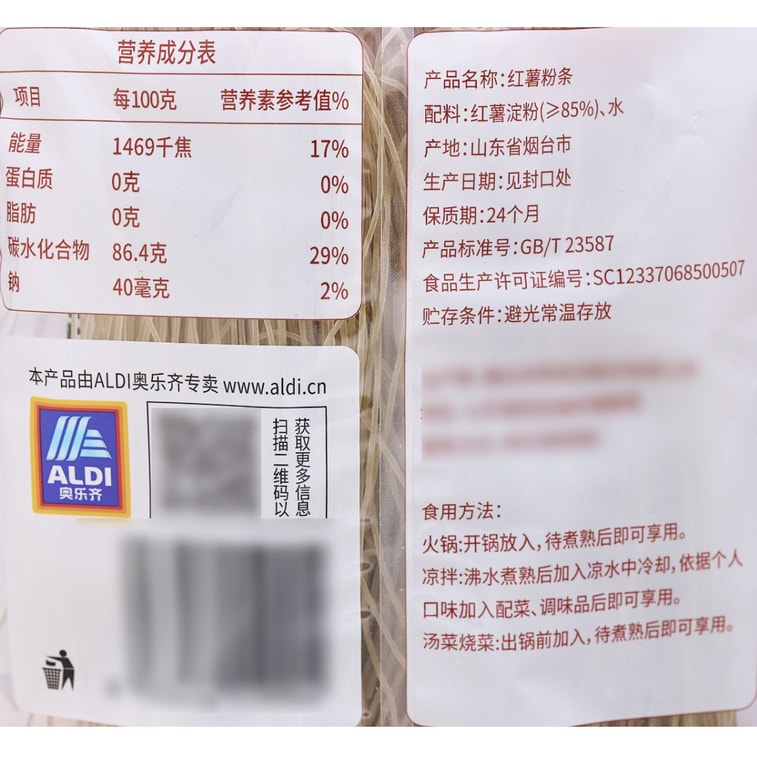 营养成分表
项目 每100克 营养素参考值%
能量 1469千焦 17%
蛋白质 0克 0%
脂肪 0克 0%
碳水化合物 86.4克 29%
钠 40毫克 2%
本产品由ALDI奥乐齐专卖 www.aldi.cn
ALDI
奥乐齐
获取更多信息
扫描二维码以
产品名称:红薯粉条
配料:红薯淀粉(≥85%)、水
产地:山东省烟台市
生产日期:见封口处
保质期:24个月
产品标准号:GB/T 23587
食品生产许可证编号:SC12337068500507
贮存条件:避光常温存放
食用方法:
火锅:开锅放入,待煮熟后即可享用。
凉拌:沸水煮熟后加入凉水中冷却,依据个人
口味加入配菜、调味品后即可享用。
汤菜烧菜:出锅前加入,待煮熟后即可享用。